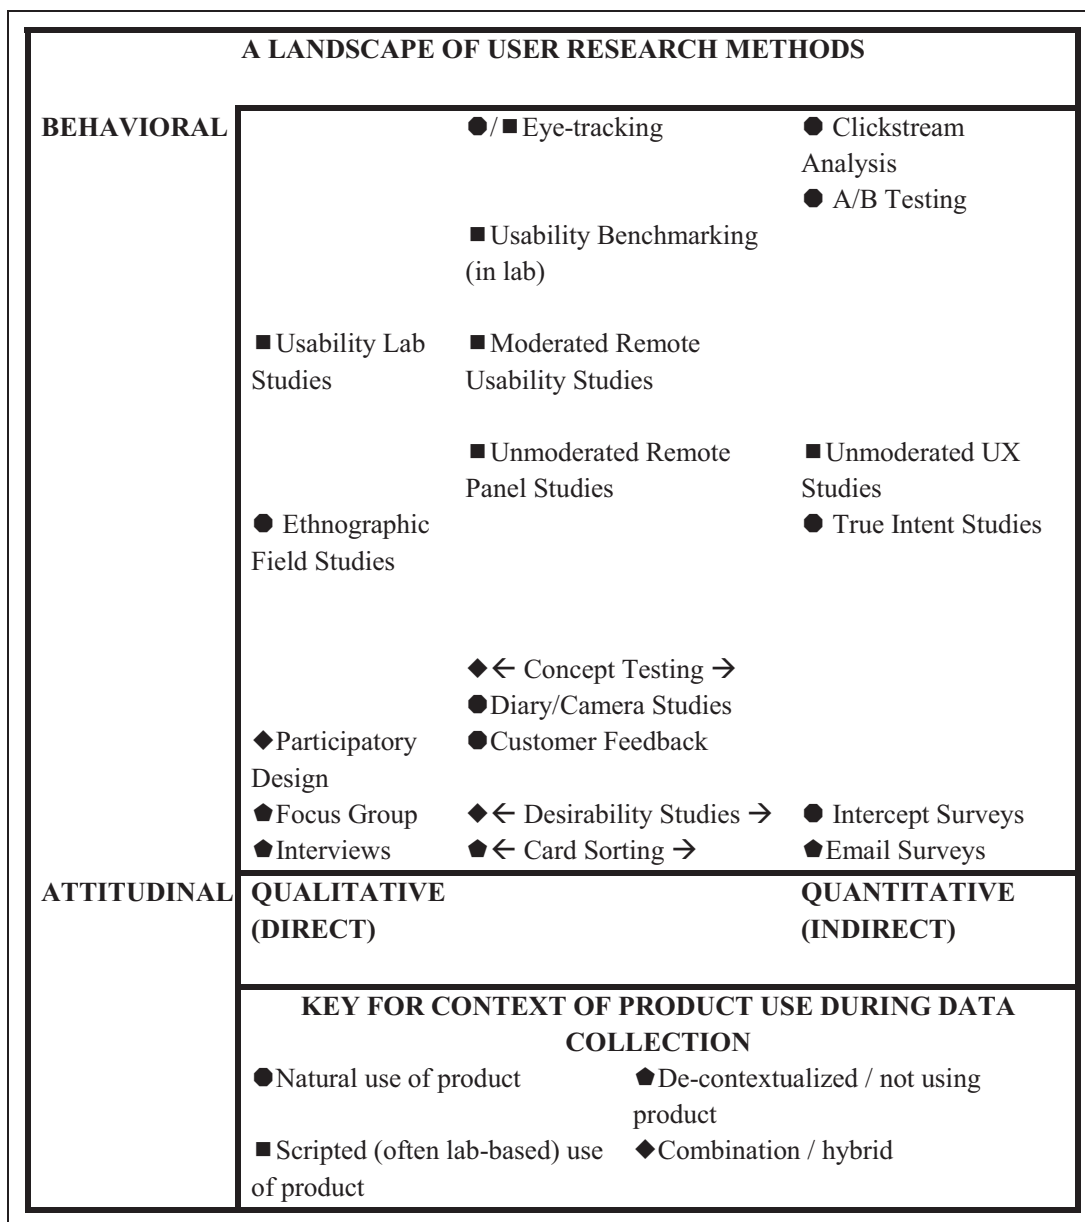 A LANDSCAPE OF USER RESEARCH METHODS
BEHAVIORAL
●/■Eye-tracking
● Clickstream
Analysis
● A/B Testing
■Usability Benchmarking
(in lab)
■Usability Lab
Studies
■Moderated Remote
Usability Studies
■Unmoderated Remote
Panel Studies
■Unmoderated UX
Studies
● Ethnographic
Field Studies
● True Intent Studies
◆← Concept Testing →
●Diary/Camera Studies
◆Participatory
Design
●Customer Feedback
⬟Focus Group
◆← Desirability Studies →
● Intercept Surveys
⬟Interviews
⬟← Card Sorting →
⬟Email Surveys
ATTITUDINAL
QUALITATIVE
(DIRECT)
QUANTITATIVE
(INDIRECT)
KEY FOR CONTEXT OF PRODUCT USE DURING DATA
COLLECTION
●Natural use of product
⬟De-contextualized / not using
product
■Scripted (often lab-based) use
of product
◆Combination / hybrid